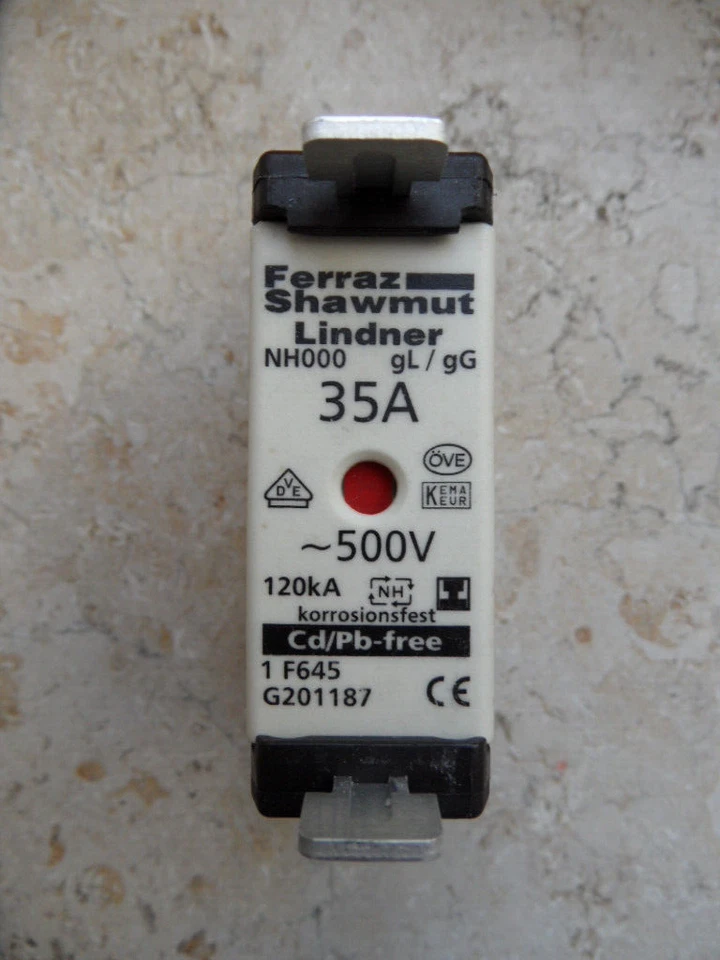 Ferraz
Shawmut
Lindner
NH000 gL / gG
35A
ÖVE
DVE
KEMA
EUR
~500V
120kA NH
korrosionsfest
Cd/Pb-free
1 F645
G201187 CE